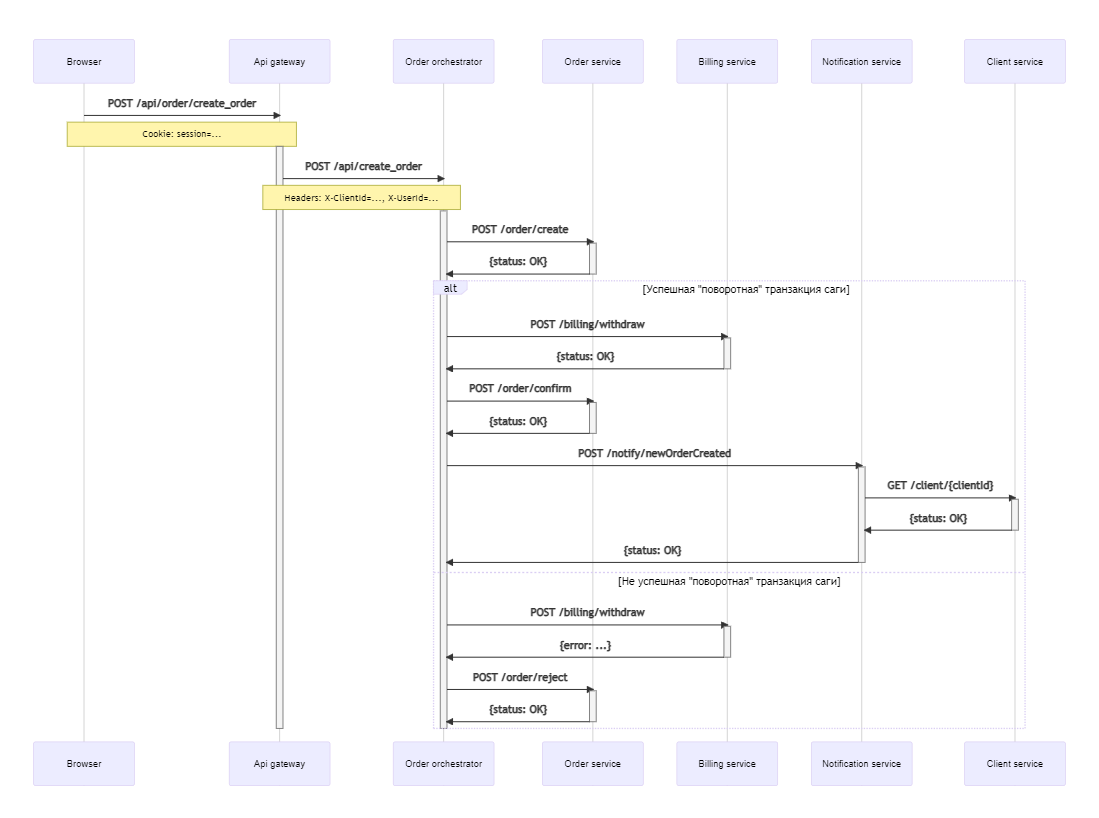 Browser
Api gateway
Order orchestrator
Order service
Billing service
Notification service
Client service
POST /api/order/create_order
Cookie: session=...
POST /api/create_order
Headers: X-ClientId=..., X-UserId=...
POST /order/create
{status: OK}
alt
[Успешная "поворотная" транзакция саги]
POST /billing/withdraw
{status: OK}
POST /order/confirm
{status: OK}
POST /notify/newOrderCreated
GET /client/{clientId}
{status: OK}
{status: OK}
[Не успешная "поворотная" транзакция саги]
POST /billing/withdraw
{error: ...}
POST /order/reject
{status: OK}
Browser
Api gateway
Order orchestrator
Order service
Billing service
Notification service
Client service